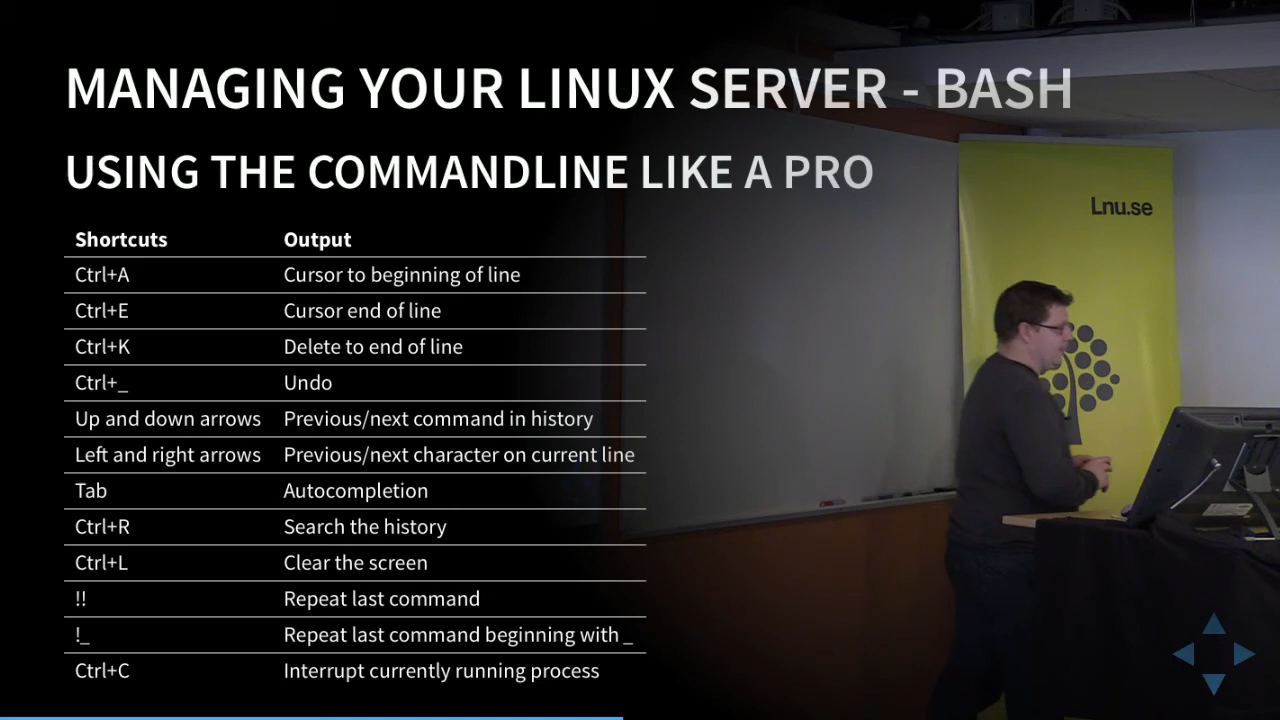 MANAGING YOUR LINUX SERVER - BASH
USING THE COMMANDLINE LIKE A PRO
Shortcuts Output
Ctrl+A Cursor to beginning of line
Ctrl+E Cursor end of line
Ctrl+K Delete to end of line
Ctrl+_ Undo
Up and down arrows Previous/next command in history
Left and right arrows Previous/next character on current line
Tab Autocompletion
Ctrl+R Search the history
Ctrl+L Clear the screen
!! Repeat last command
!_ Repeat last command beginning with _
Ctrl+C Interrupt currently running process
Lnu.se